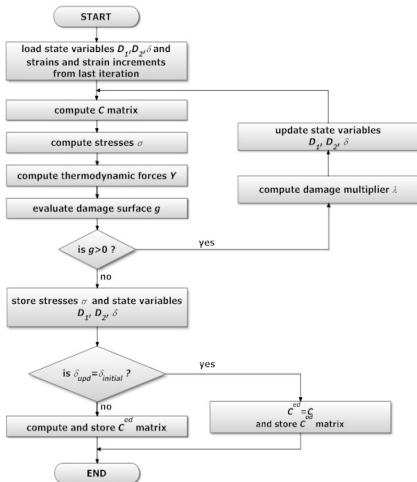 START
load state variables D₁, D₂, δ and
strains and strain increments
from last iteration
compute C matrix
compute stresses σ
compute thermodynamic forces Y
evaluate damage surface g
is g>0 ?
yes
no
update state variables
D₁, D₂, δ
compute damage multiplier λ
store stresses σ and state variables
D₁, D₂, δ
is δupd=δinitial ?
yes
no
compute and store Cᵉᵈ matrix
Cᵉᵈ=C
and store Cᵉᵈ matrix
END